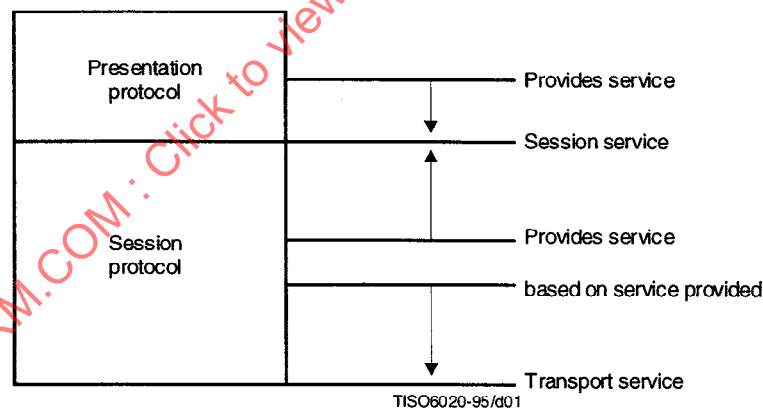 Presentation
protocol
Provides service
Session service
Session
protocol
Provides service
based on service provided
Transport service
TISO6020-95/d01
M.COM : Click to view